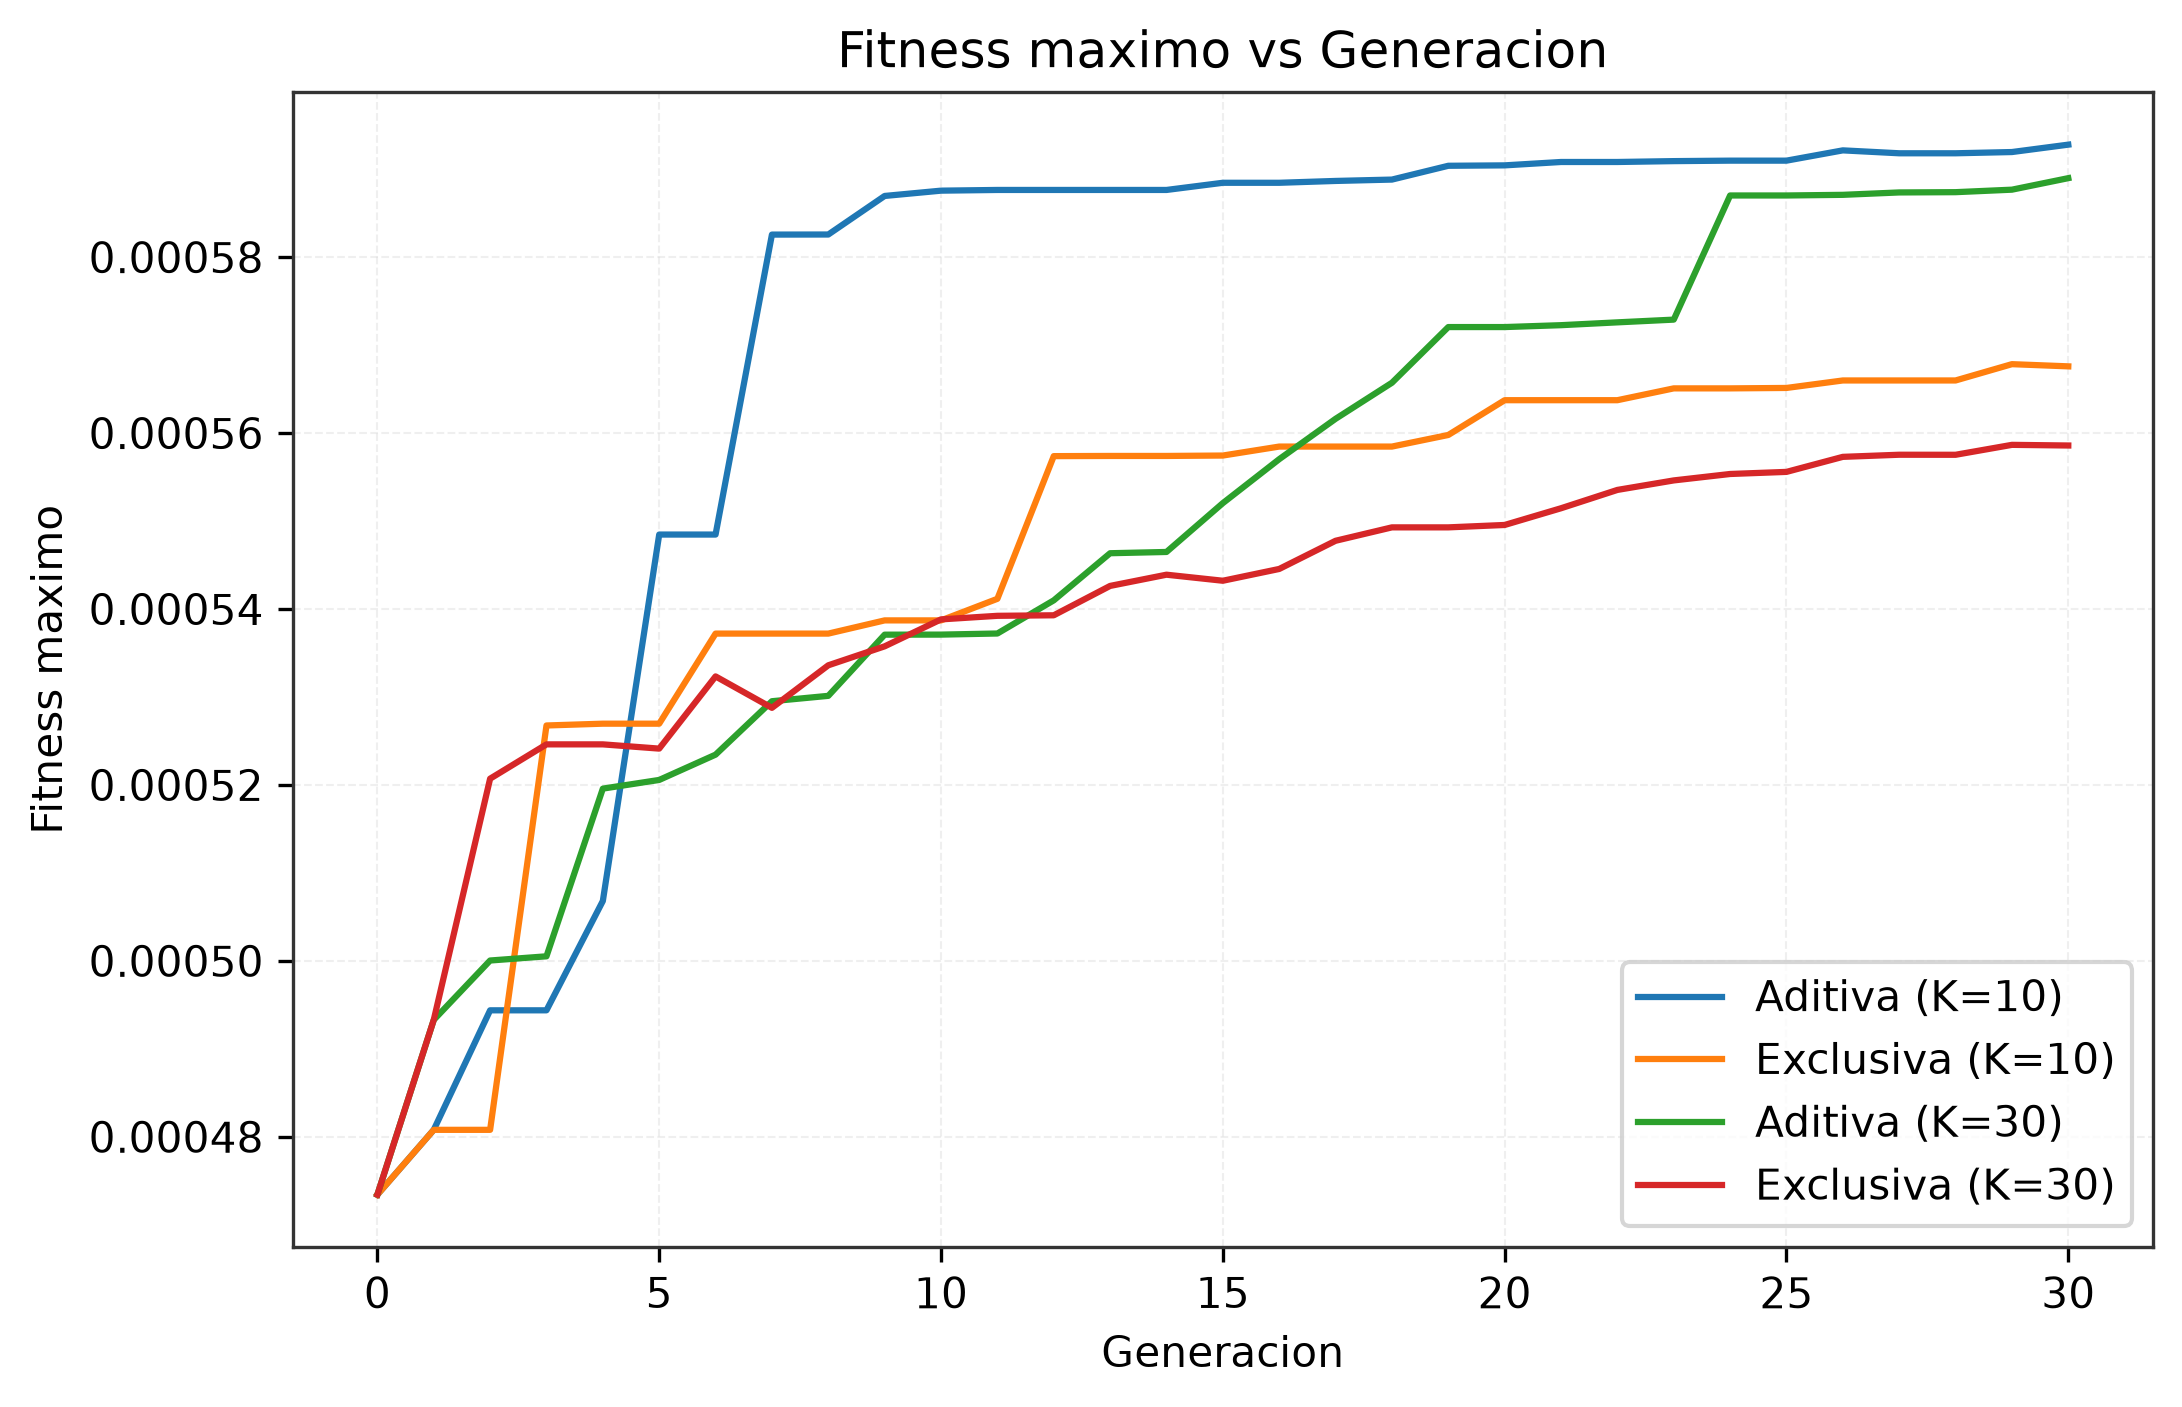 Fitness maximo vs Generacion
Fitness maximo
0.00058
0.00056
0.00054
0.00052
0.00050
0.00048
0 5 10 15 20 25 30
Generacion
Aditiva (K=10)
Exclusiva (K=10)
Aditiva (K=30)
Exclusiva (K=30)